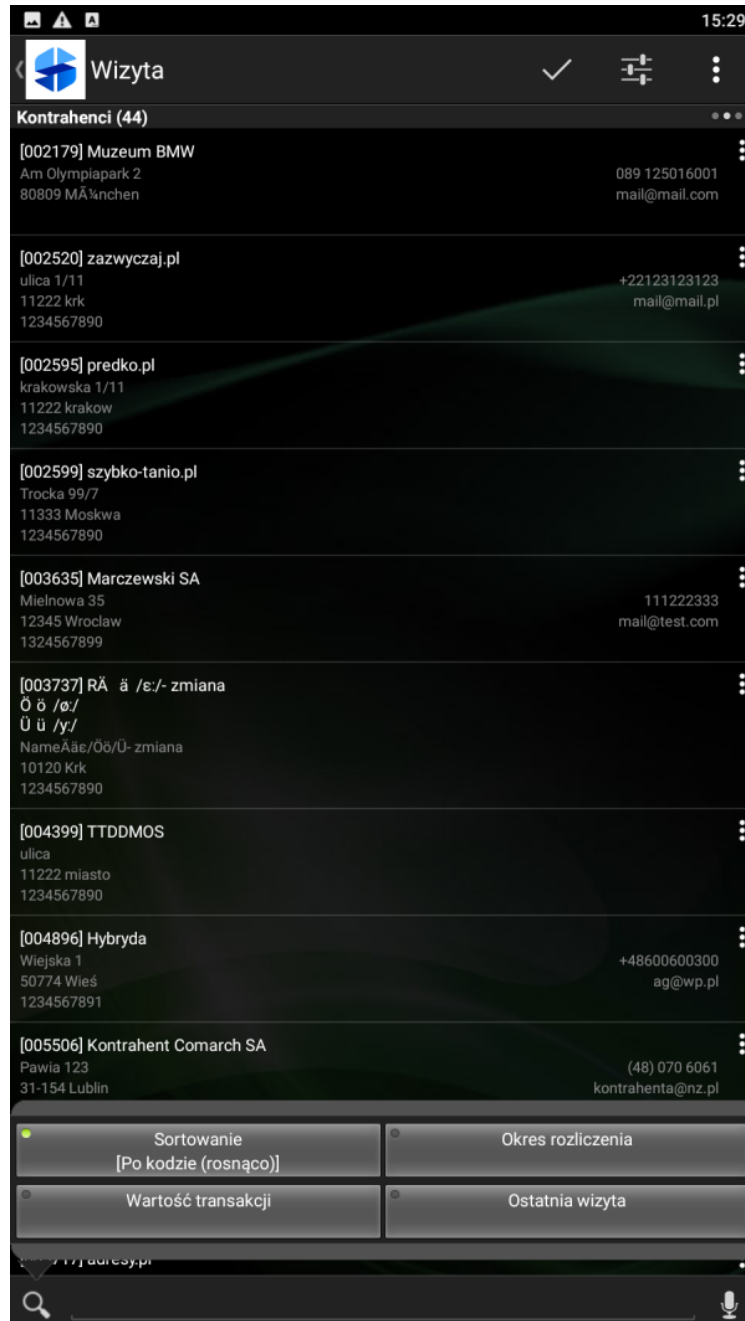 15:29
Wizyta
Kontrahenci (44)
[002179] Muzeum BMW
Am Olympiapark 2
089 125016001
80809 MÃ¼nchen
mail@mail.com
[002520] zazwyczaj.pl
ulica 1/11
+22123123123
11222 krk
mail@mail.pl
1234567890
[002595] predko.pl
krakowska 1/11
11222 krakow
1234567890
[002599] szybko-tanio.pl
Trocka 99/7
11333 Moskwa
1234567890
[003635] Marczewski SA
Mielnowa 35
111222333
12345 Wroclaw
mail@test.com
1324567899
[003737] RÄ ä /ɛː/- zmiana
Ö ö /øː/
Ü ü /yː/
NameÄäɛ/Öö/Ü- zmiana
10120 Krk
1234567890
[004399] TTDDMOS
ulica
11222 miasto
1234567890
[004896] Hybryda
Wiejska 1
+48600600300
50774 Wieś
ag@wp.pl
1234567891
[005506] Kontrahent Comarch SA
Pawia 123
(48) 070 6061
31-154 Lublin
kontrahenta@nz.pl
Sortowanie
[Po kodzie (rosnąco)]
Okres rozliczenia
Wartość transakcji
Ostatnia wizyta
adresy.pl